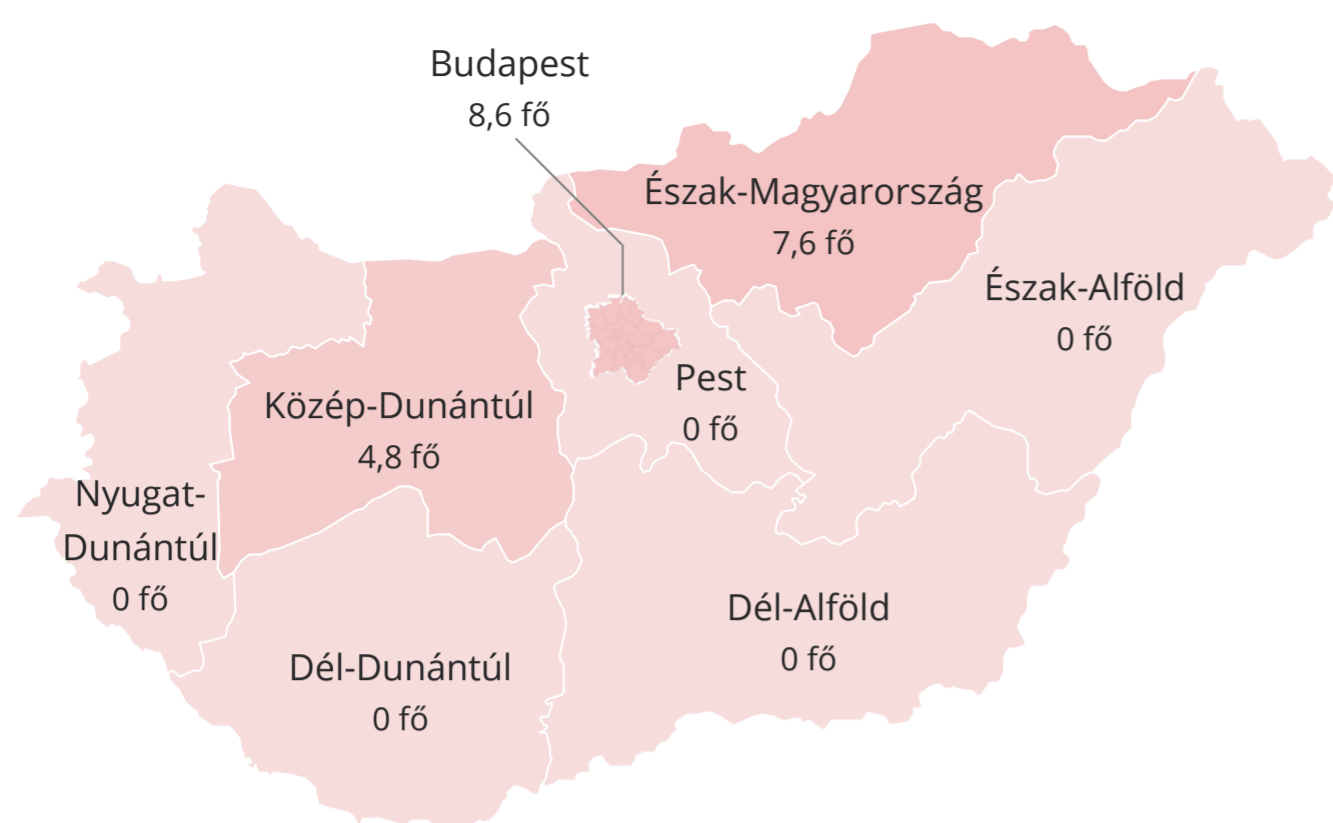 Budapest
8,6 fő
Észak-Magyarország
7,6 fő
Észak-Alföld
0 fő
Pest
0 fő
Közép-Dunántúl
4,8 fő
Nyugat-
Dunántúl
0 fő
Dél-Alföld
0 fő
Dél-Dunántúl
0 fő